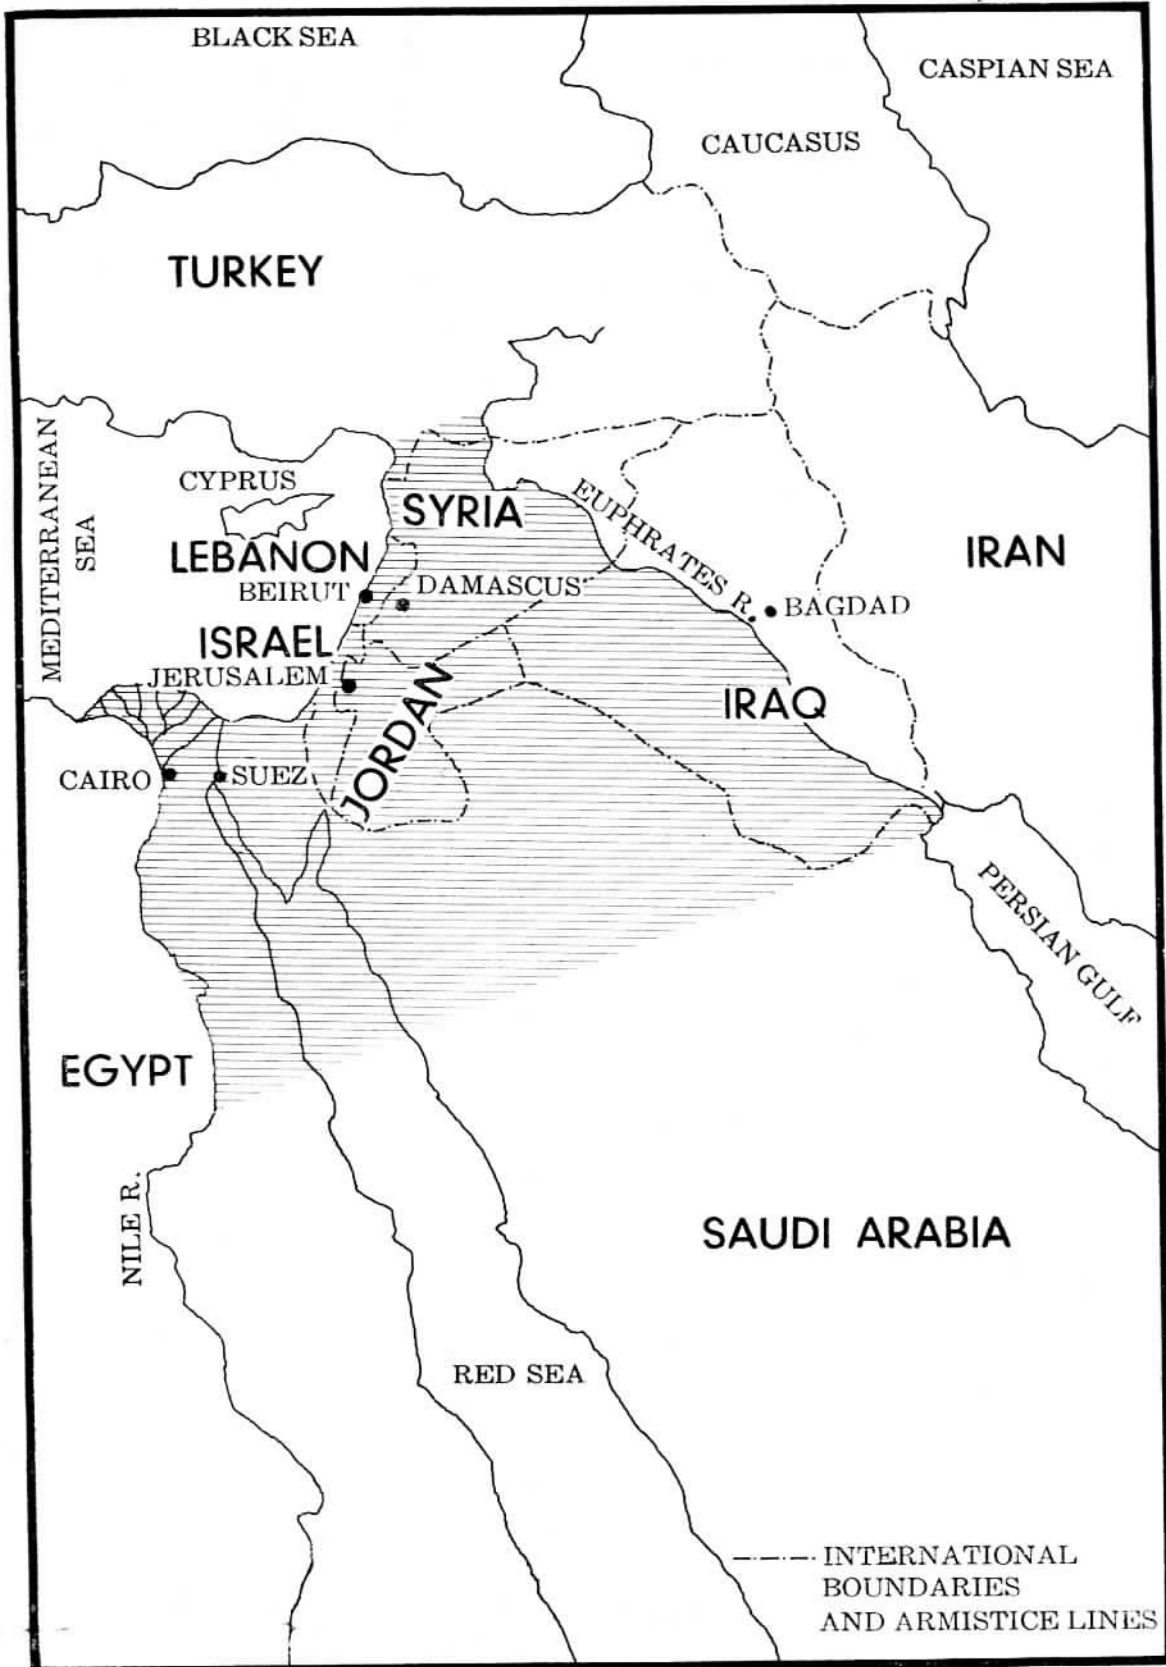 BLACK SEA
CASPIAN SEA
CAUCASUS
TURKEY
MEDITERRANEAN
SEA
CYPRUS
SYRIA
EUPHRATES R.
LEBANON
BEIRUT
DAMASCUS
IRAN
BAGDAD
ISRAEL
JERUSALEM
JORDAN
IRAQ
CAIRO
SUEZ
PERSIAN GULF
EGYPT
NILE R.
SAUDI ARABIA
RED SEA
INTERNATIONAL
BOUNDARIES
AND ARMISTICE LINES